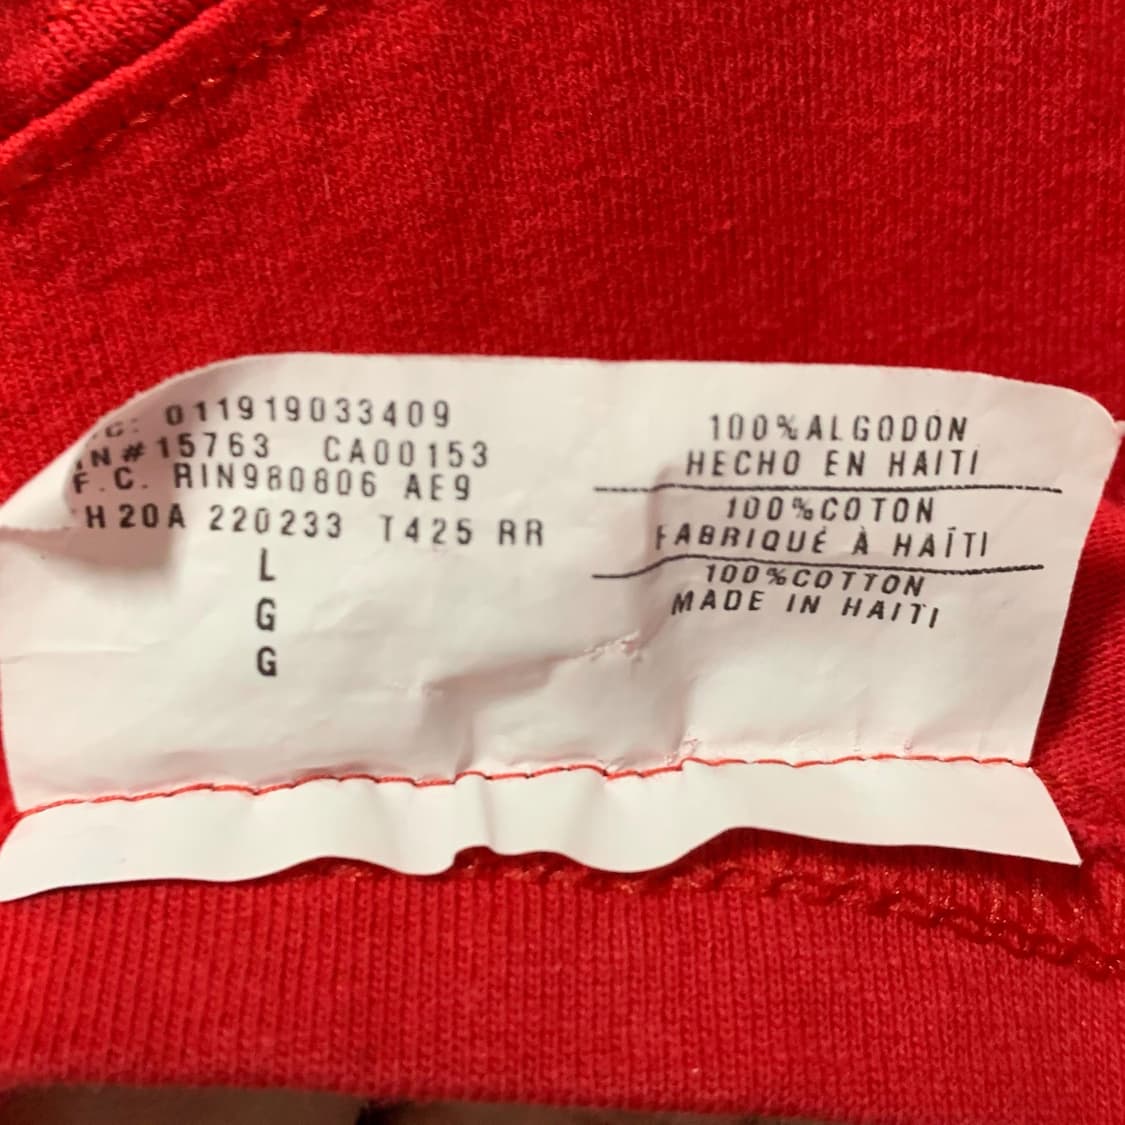 C: 011919033409
N#15763 CA00153
F.C. RIN980806 AE9
H20A 220233 T425 RR
L
G
G
100%ALGODÓN
HECHO EN HAITI
100%COTON
FABRIQUÉ À HAÏTI
100%COTTON
MADE IN HAITI